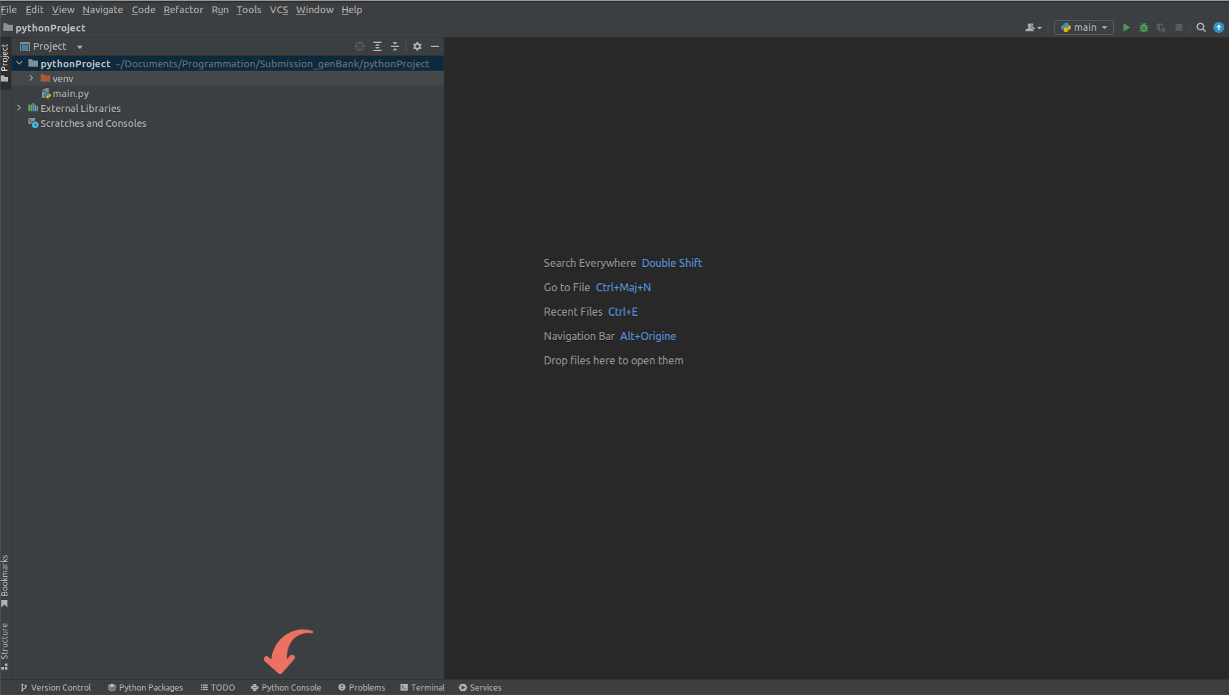 File Edit View Navigate Code Refactor Run Tools VCS Window Help
pythonProject
main
Project
Project
pythonProject ~/Documents/Programmation/Submission_genBank/pythonProject
venv
main.py
External Libraries
Scratches and Consoles
Search Everywhere Double Shift
Go to File Ctrl+Maj+N
Recent Files Ctrl+E
Navigation Bar Alt+Origine
Drop files here to open them
Bookmarks
Structure
Version Control Python Packages TODO Python Console Problems Terminal Services